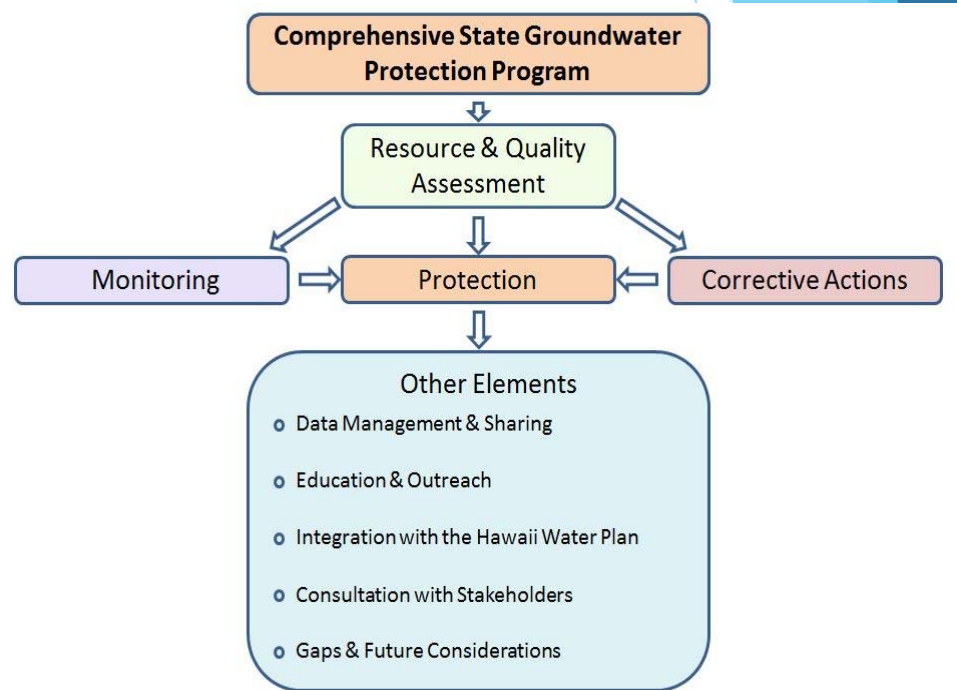 Comprehensive State Groundwater
Protection Program
Resource & Quality
Assessment
Monitoring
Protection
Corrective Actions
Other Elements
Data Management & Sharing
Education & Outreach
Integration with the Hawaii Water Plan
Consultation with Stakeholders
Gaps & Future Considerations